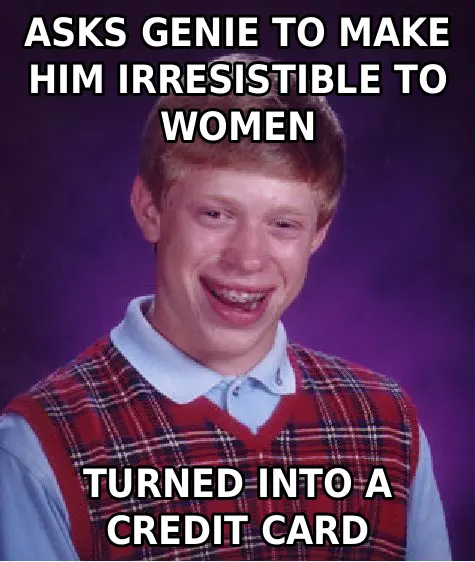 ASKS GENIE TO MAKE
HIM IRRESISTIBLE TO
WOMEN
TURNED INTO A
CREDIT CARD